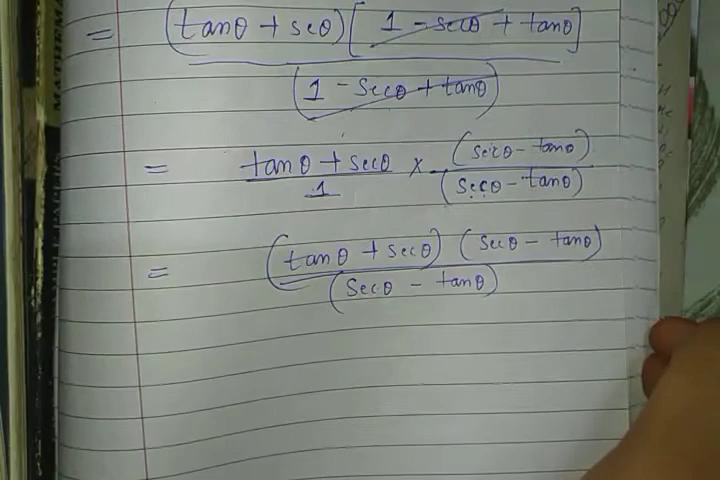 = (tanθ + secθ) [1 - secθ + tanθ]
(1 - secθ + tanθ)
= tanθ + secθ × (secθ - tanθ)
1 (secθ - tanθ)
= (tanθ + secθ) (secθ - tanθ)
(secθ - tanθ)